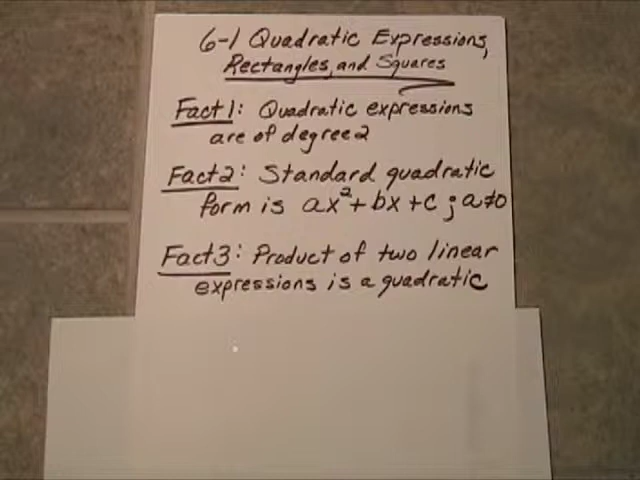 6-1 Quadratic Expressions,
Rectangles, and Squares
Fact 1: Quadratic expressions
are of degree 2
Fact 2: Standard quadratic
form is ax² + bx + c ; a≠0
Fact 3: Product of two linear
expressions is a quadratic